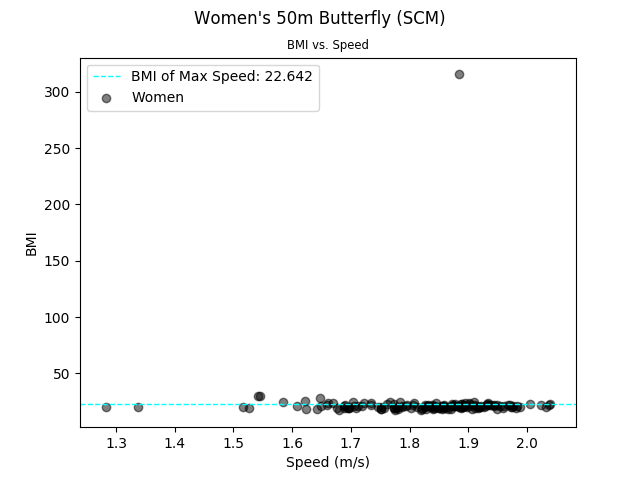 Women's 50m Butterfly (SCM)
BMI vs. Speed
BMI of Max Speed: 22.642
Women
300
250
200
150
100
50
BMI
1.3 1.4 1.5 1.6 1.7 1.8 1.9 2.0
Speed (m/s)